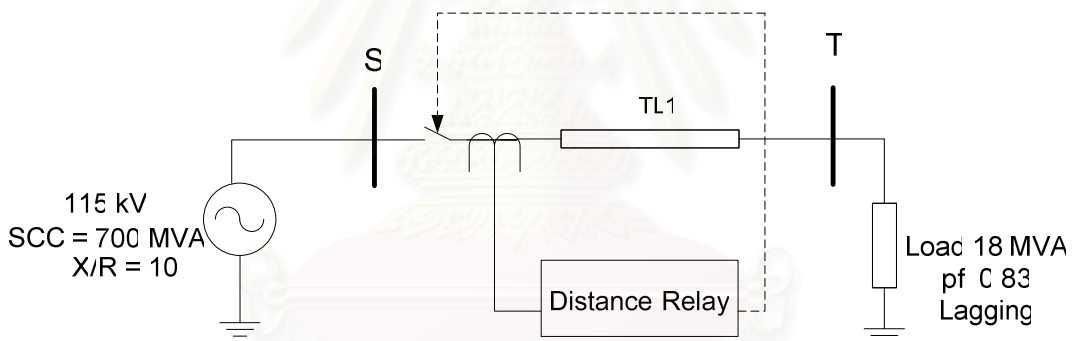 S
T
TL1
115 kV
SCC = 700 MVA
X/R = 10
Distance Relay
Load 18 MVA
pf 0 83
Lagging